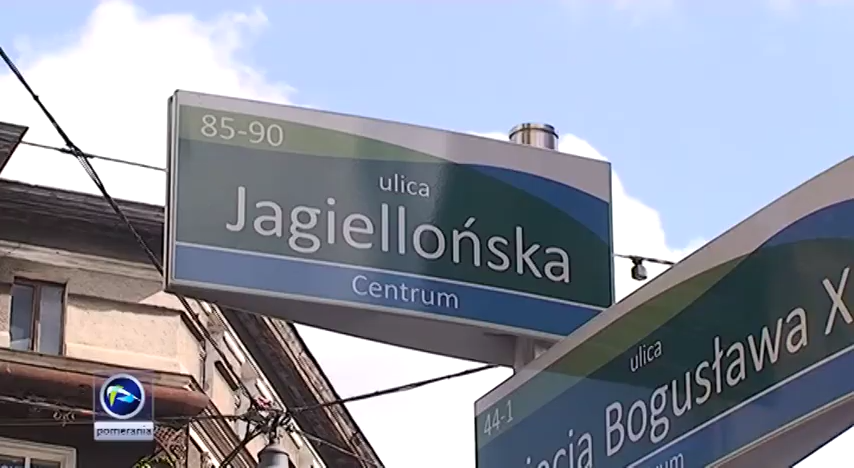 85-90
ulica
Jagiellońska
Centrum
ulica
44-1
Bogusława X
pomerania